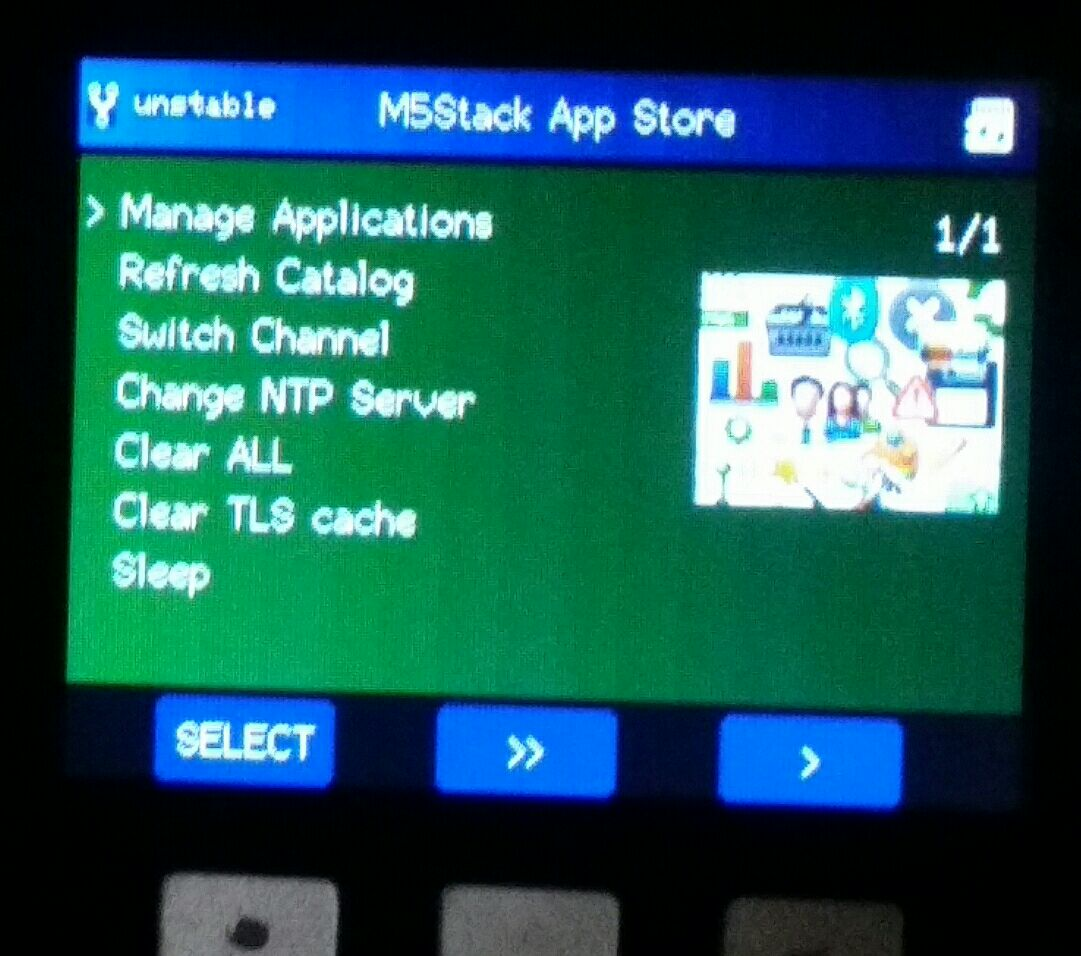 unstable
M5Stack App Store
> Manage Applications
1/1
Refresh Catalog
Switch Channel
Change NTP Server
Clear ALL
Clear TLS cache
Sleep
SELECT
>>
>